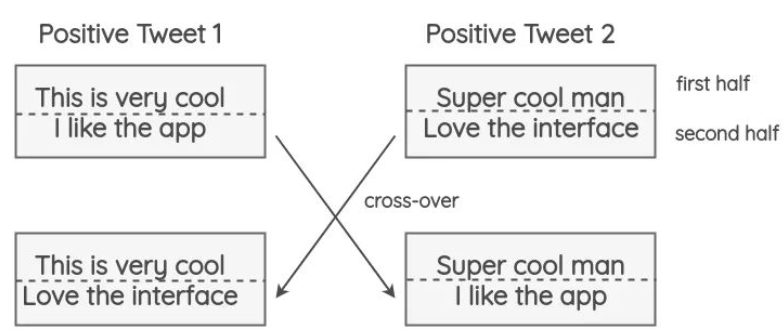 Positive Tweet 1
Positive Tweet 2
This is very cool
I like the app
Super cool man
Love the interface
first half
second half
cross-over
This is very cool
Love the interface
Super cool man
I like the app